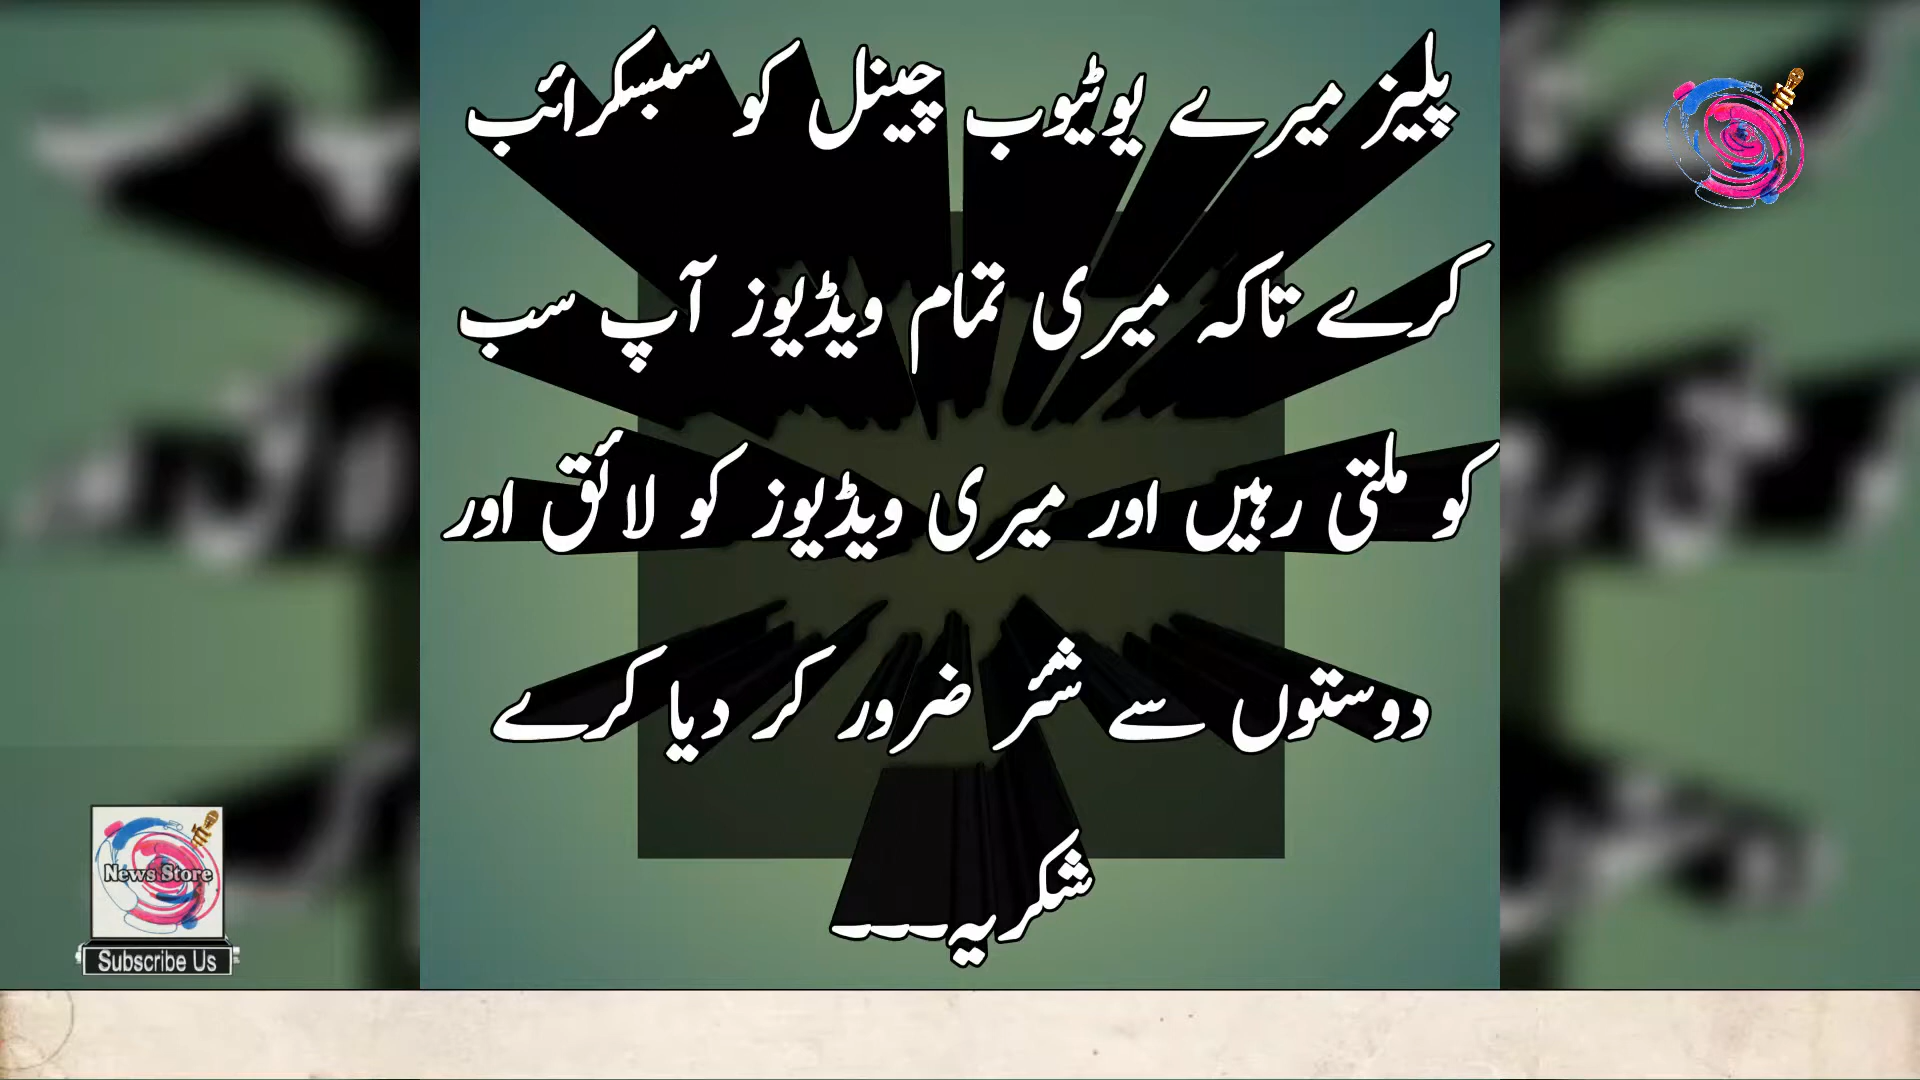 پلیز میرے یوٹیوب چینل کو سبسکرائب
کرے تاکہ میری تمام ویڈیوز آپ سب
کو ملتی رہیں اور میری ویڈیوز کو لائق اور
دوستوں سے شئر ضرور کر دیا کرے
شکریہ۔۔۔
News Store
Subscribe Us